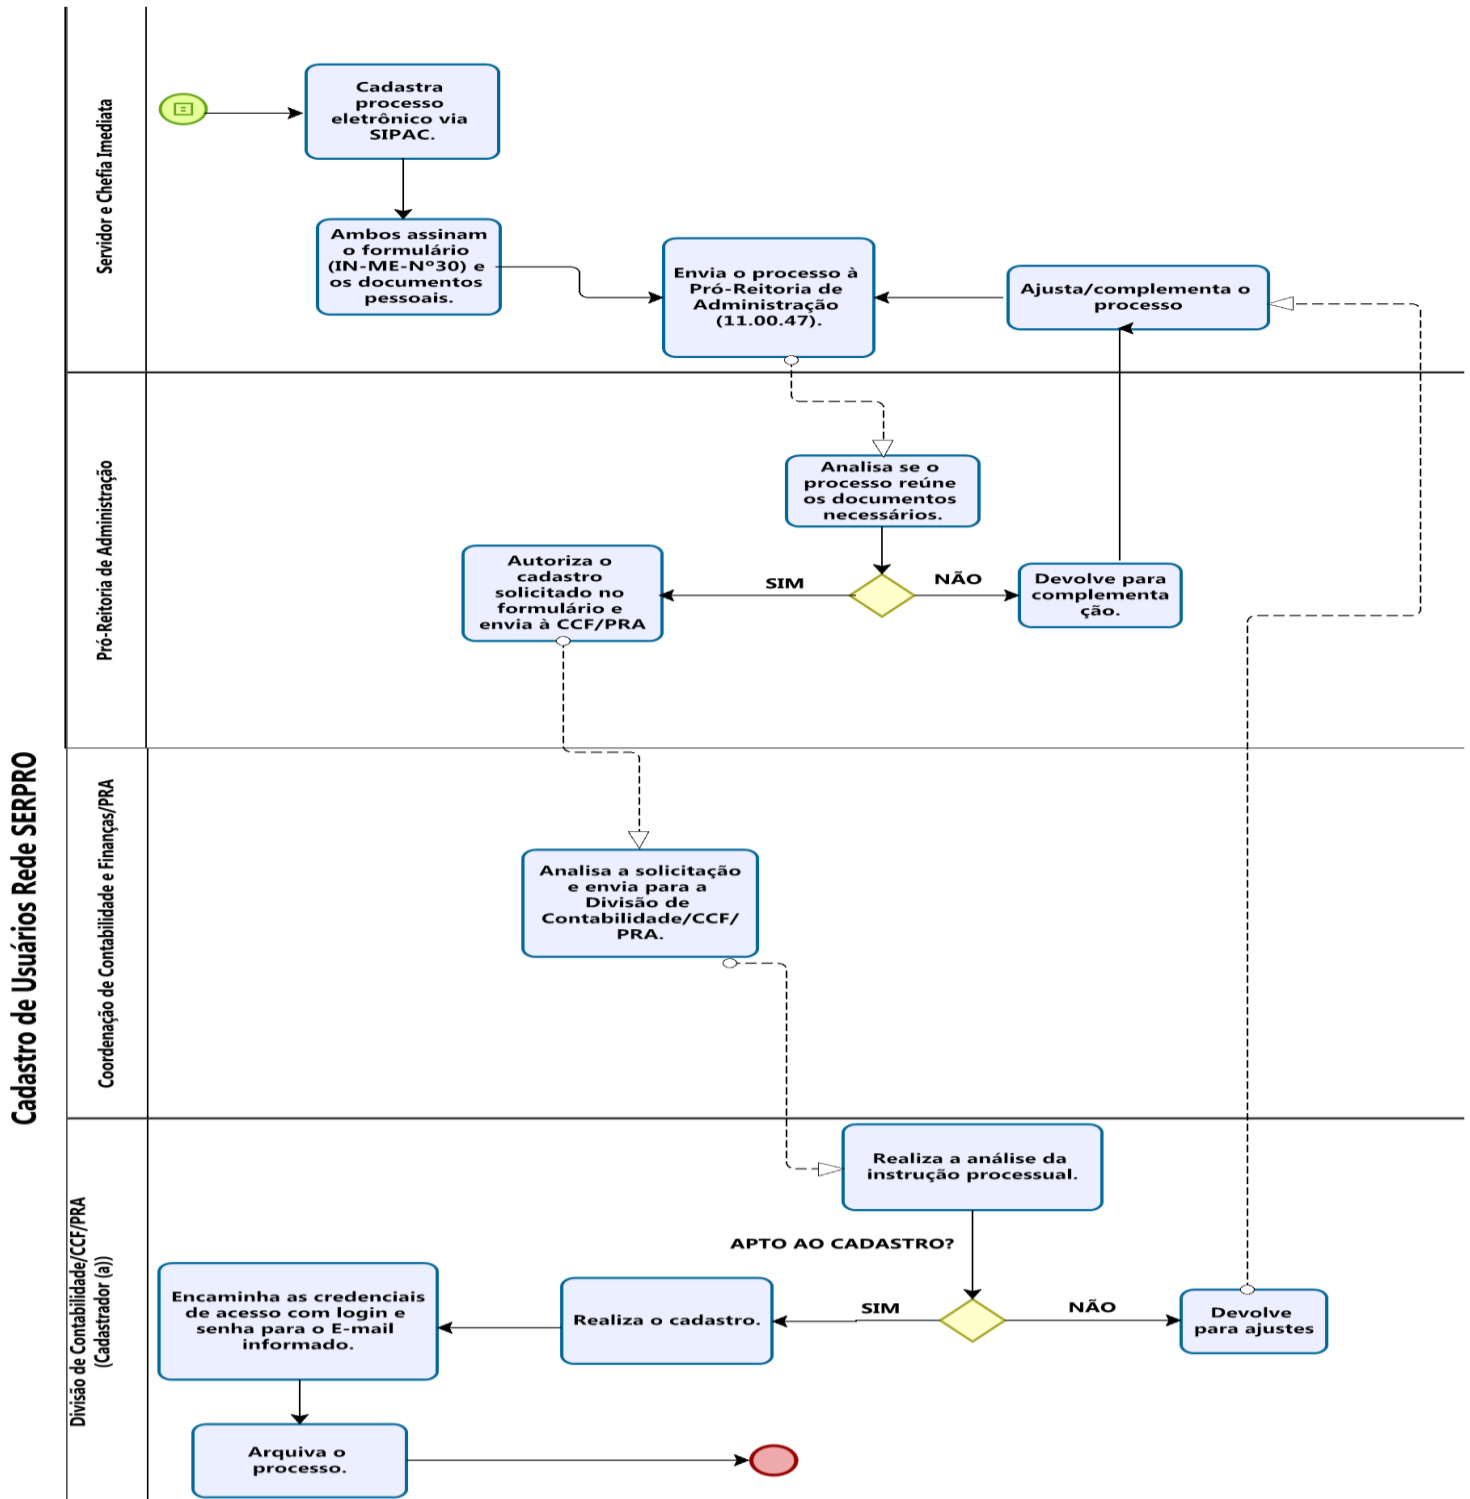 Cadastro de Usuários Rede SERPRO
Servidor e Chefia Imediata
Cadastra
processo
eletrônico via
SIPAC.
Ambos assinam
o formulário
(IN-ME-Nº30) e
os documentos
pessoais.
Envia o processo à
Pró-Reitoria de
Administração
(11.00.47).
Ajusta/complementa o
processo
Pró-Reitoria de Administração
Analisa se o
processo reúne
os documentos
necessários.
SIM
NÃO
Autoriza o
cadastro
solicitado no
formulário e
envia à CCF/PRA
Devolve para
complementa
ção.
Coordenação de Contabilidade e Finanças/PRA
Analisa a solicitação
e envia para a
Divisão de
Contabilidade/CCF/
PRA.
Divisão de Contabilidade/CCF/PRA
(Cadastrador (a))
Realiza a análise da
instrução processual.
APTO AO CADASTRO?
SIM
NÃO
Devolve
para ajustes
Realiza o cadastro.
Encaminha as credenciais
de acesso com login e
senha para o E-mail
informado.
Arquiva o
processo.